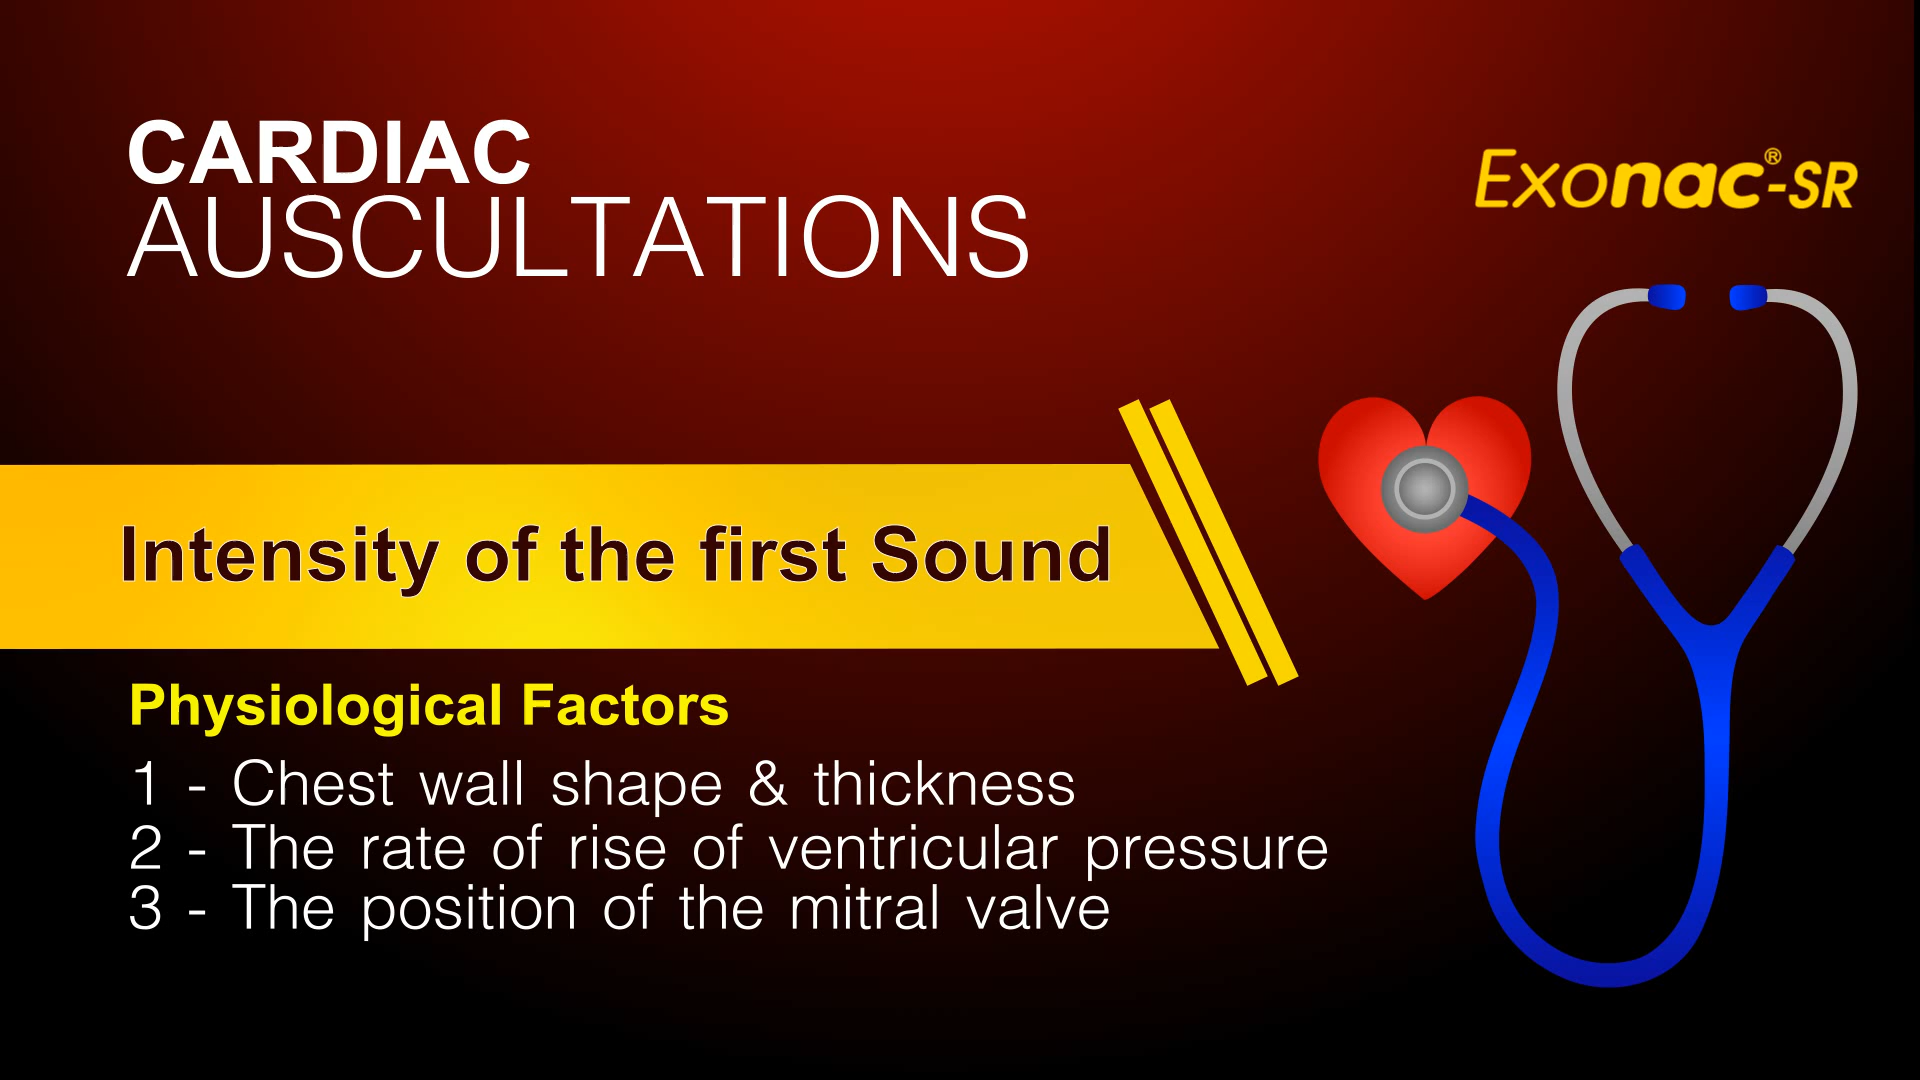 CARDIAC
AUSCULTATIONS
Exonac®-SR
Intensity of the first Sound
Physiological Factors
1 - Chest wall shape & thickness
2 - The rate of rise of ventricular pressure
3 - The position of the mitral valve